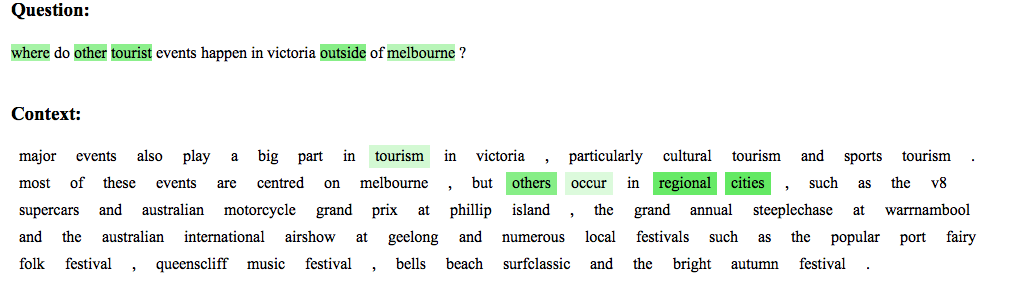 Question:
where do other tourist events happen in victoria outside of melbourne ?
Context:
major events also play a big part in tourism in victoria , particularly cultural tourism and sports tourism .
most of these events are centred on melbourne , but others occur in regional cities , such as the v8
supercars and australian motorcycle grand prix at phillip island , the grand annual steeplechase at warrnambool
and the australian international airshow at geelong and numerous local festivals such as the popular port fairy
folk festival , queenscliff music festival , bells beach surfclassic and the bright autumn festival .